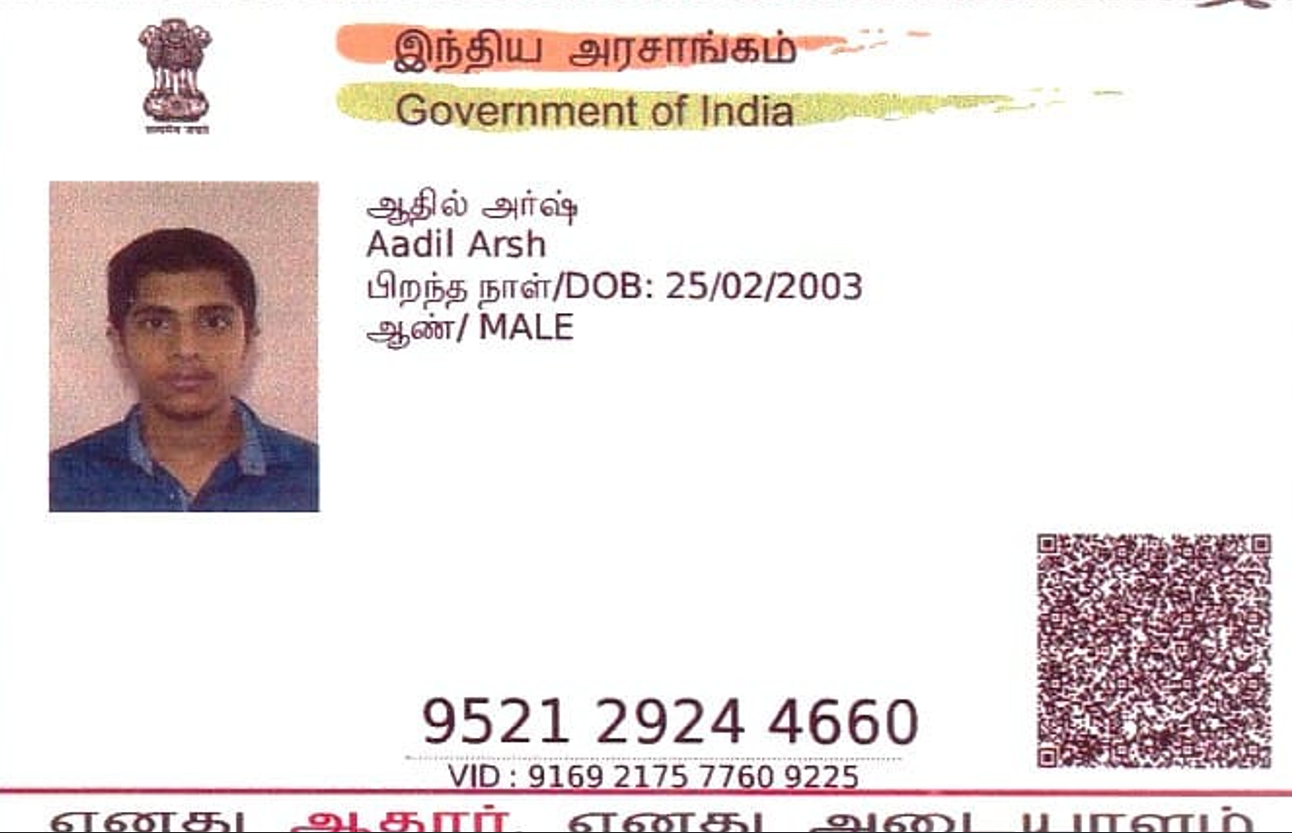 இந்திய அரசாங்கம்
Government of India
सत्यमेव जयते
ஆதில் அர்ஷ்
Aadil Arsh
பிறந்த நாள்/DOB: 25/02/2003
ஆண்/ MALE
9521 2924 4660
VID : 9169 2175 7760 9225
எனது ஆதார், எனது அடையாளம்